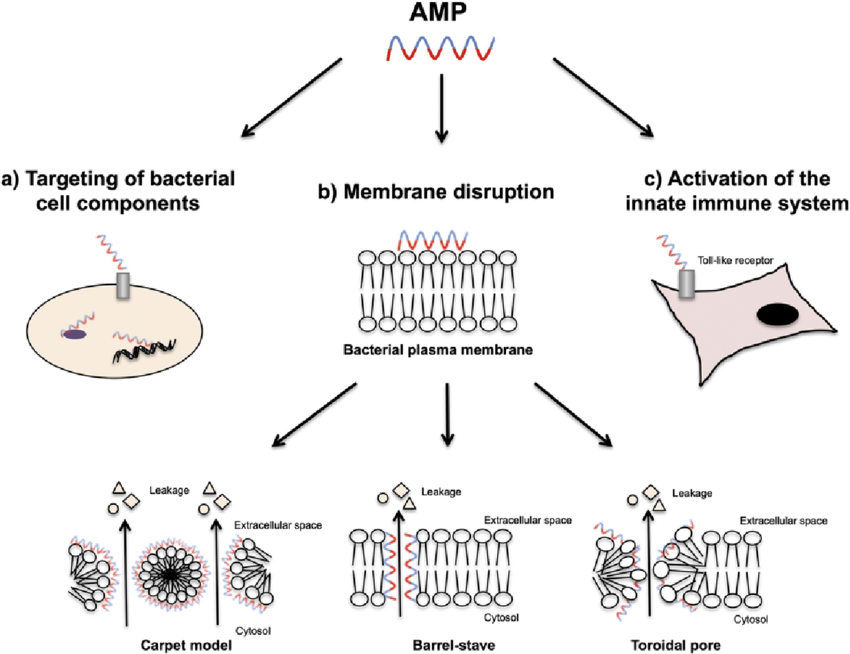 AMP
a) Targeting of bacterial
cell components
b) Membrane disruption
c) Activation of the
innate immune system
Toll-like receptor
Bacterial plasma membrane
Leakage
Extracellular space
Cytosol
Carpet model
Leakage
Extracellular space
Cytosol
Barrel-stave
Leakage
Extracellular space
Cytosol
Toroidal pore